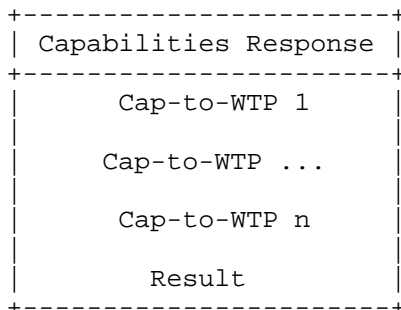 Capabilities Response
Cap-to-WTP 1
Cap-to-WTP ...
Cap-to-WTP n
Result